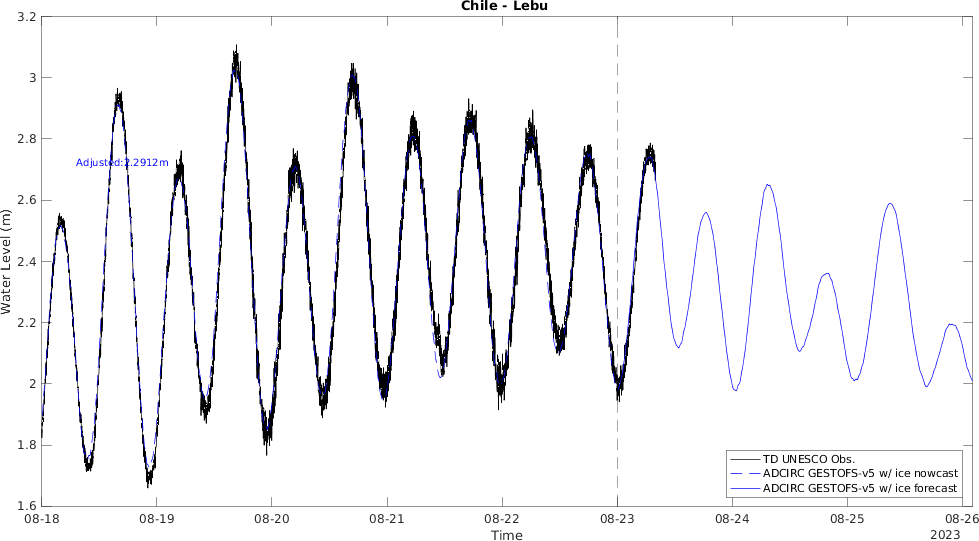 Chile - Lebu
3.2
3
2.8
2.6
2.4
2.2
2
1.8
1.6
Water Level (m)
Adjusted:2.2912m
TD UNESCO Obs.
ADCIRC GESTOFS-v5 w/ ice nowcast
ADCIRC GESTOFS-v5 w/ ice forecast
08-18 08-19 08-20 08-21 08-22 08-23 08-24 08-25 08-26
Time
2023